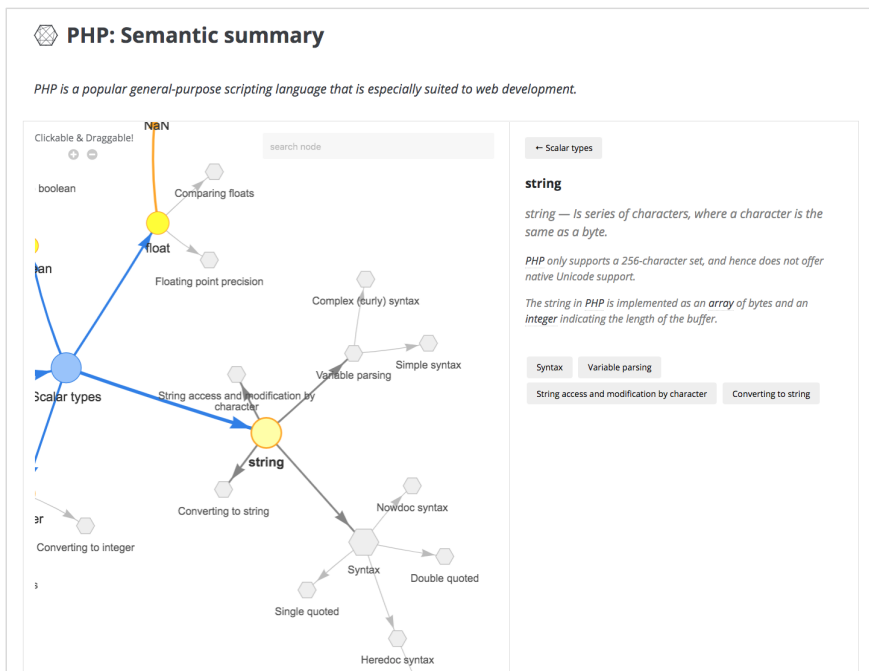 PHP: Semantic summary
PHP is a popular general-purpose scripting language that is especially suited to web development.
Clickable & Draggable!
search node
NaN
boolean
Comparing floats
float
Floating point precision
ean
Complex (curly) syntax
Variable parsing
Simple syntax
Scalar types
String access and modification by
character
string
Converting to string
Nowdoc syntax
er
Converting to integer
Syntax
Double quoted
s
Single quoted
Heredoc syntax
← Scalar types
string
string — Is series of characters, where a character is the
same as a byte.
PHP only supports a 256-character set, and hence does not offer
native Unicode support.
The string in PHP is implemented as an array of bytes and an
integer indicating the length of the buffer.
Syntax
Variable parsing
String access and modification by character
Converting to string